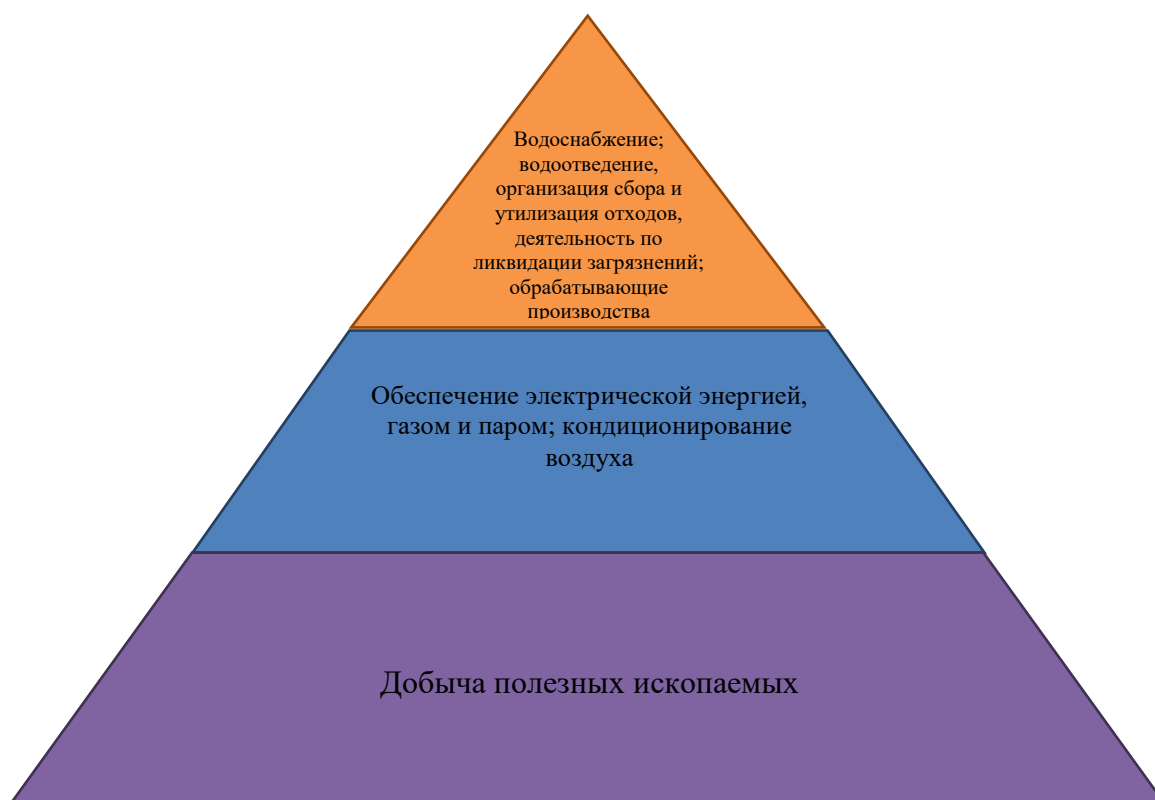 Водоснабжение;
водоотведение,
организация сбора и
утилизация отходов,
деятельность по
ликвидации загрязнений;
обрабатывающие
производства
Обеспечение электрической энергией,
газом и паром; кондиционирование
воздуха
Добыча полезных ископаемых